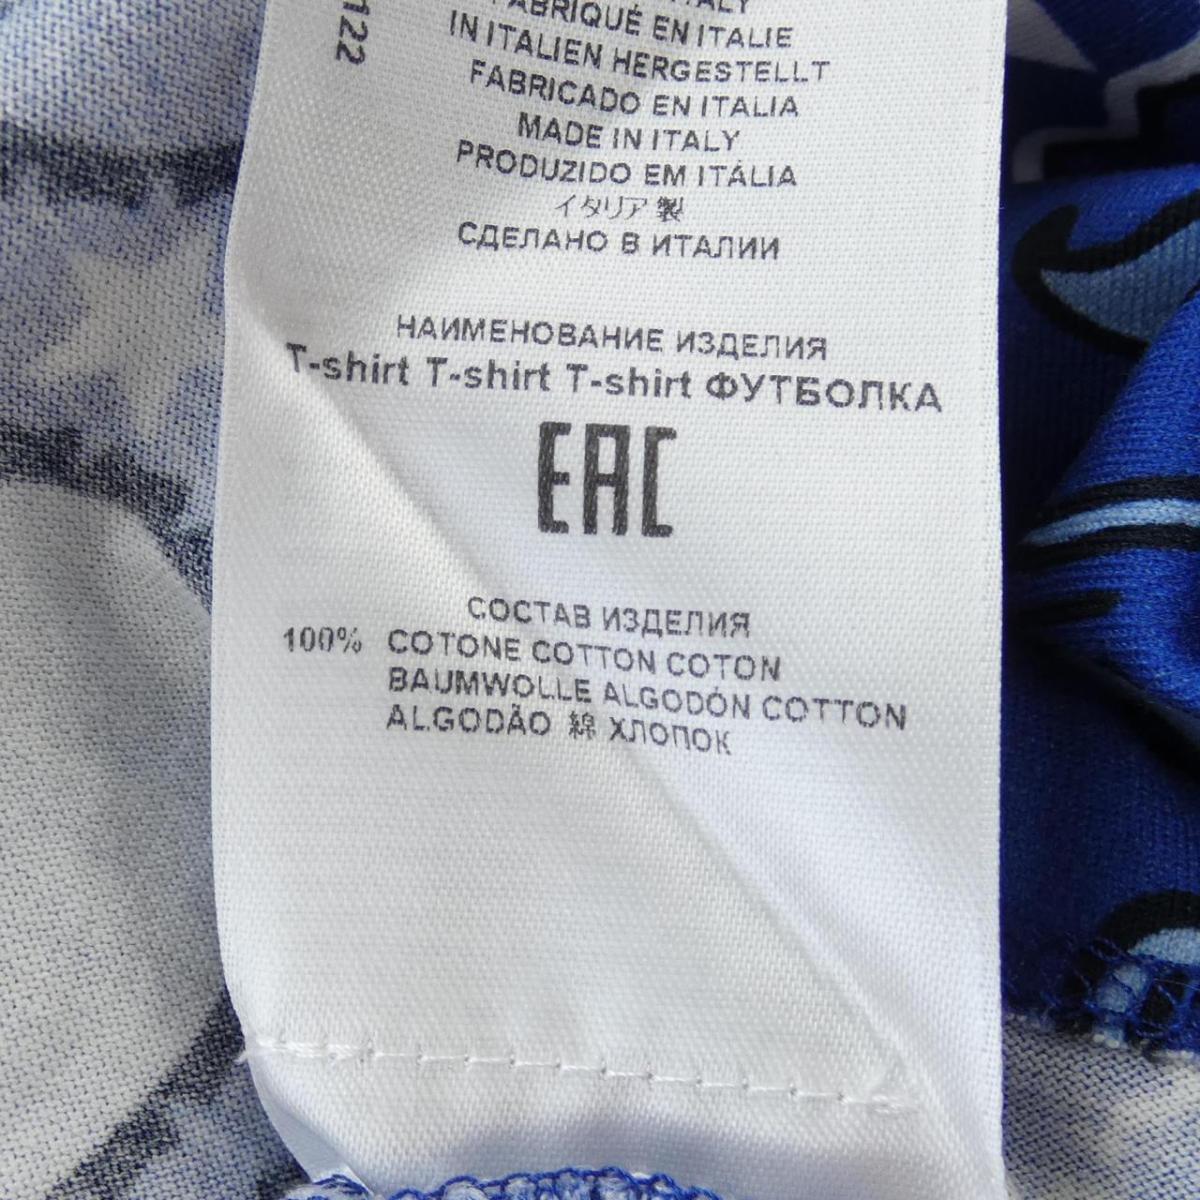 ITALY
FABRIQUÉ EN ITALIE
IN ITALIEN HERGESTELLT
FABRICADO EN ITALIA
MADE IN ITALY
PRODUZIDO EM ITÁLIA
イタリア製
СДЕЛАНО В ИТАЛИИ
122
НАИМЕНОВАНИЕ ИЗДЕЛИЯ
T-shirt T-shirt T-shirt ФУТБОЛКА
EAC
СОСТАВ ИЗДЕЛИЯ
100% COTONE COTTON COTON
BAUMWOLLE ALGODÓN COTTON
ALGODÃO 綿 ХЛОПОК